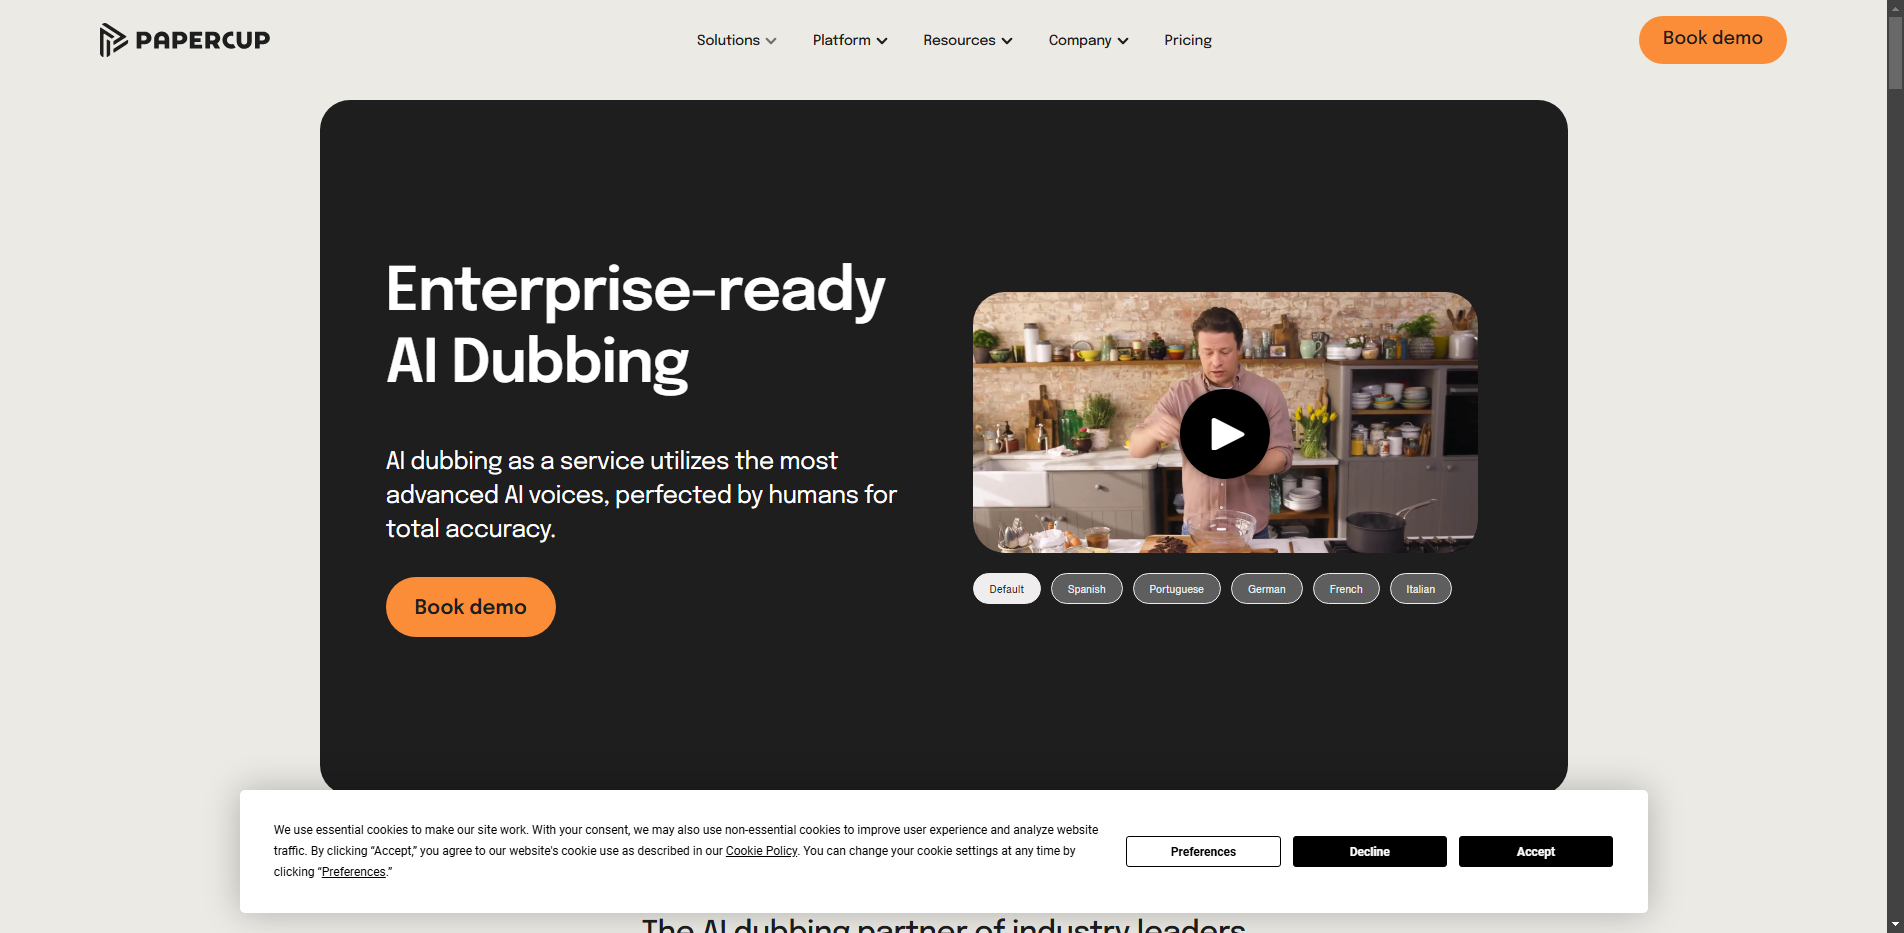 PAPERCUP
Solutions
Platform
Resources
Company
Pricing
Book demo
Enterprise-ready
AI Dubbing
AI dubbing as a service utilizes the most
advanced AI voices, perfected by humans for
total accuracy.
Book demo
Default
Spanish
Portuguese
German
French
Italian
We use essential cookies to make our site work. With your consent, we may also use non-essential cookies to improve user experience and analyze website
traffic. By clicking “Accept,” you agree to our website's cookie use as described in our Cookie Policy. You can change your cookie settings at any time by
clicking “Preferences.”
Preferences
Decline
Accept
The AI dubbing partner of industry leaders